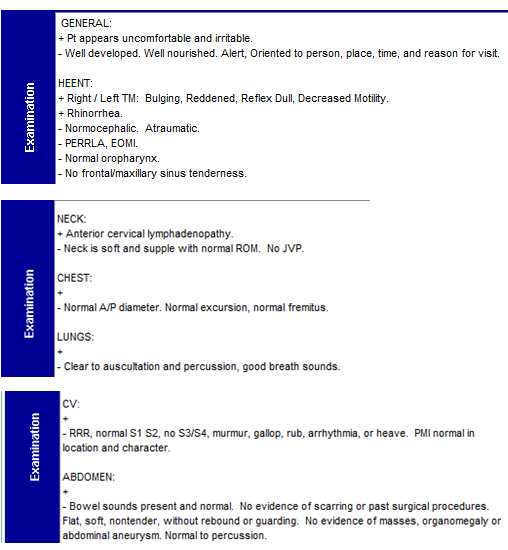 GENERAL:
+ Pt appears uncomfortable and irritable.
- Well developed. Well nourished. Alert, Oriented to person, place, time, and reason for visit.
HEENT:
+ Right / Left TM: Bulging, Reddened, Reflex Dull, Decreased Motility.
+ Rhinorrhea.
- Normocephalic. Atraumatic.
- PERRLA, EOMI.
- Normal oropharynx.
- No frontal/maxillary sinus tenderness.
Examination
NECK:
+ Anterior cervical lymphadenopathy.
- Neck is soft and supple with normal ROM. No JVP.
CHEST:
+
- Normal A/P diameter. Normal excursion, normal fremitus.
LUNGS:
+
- Clear to auscultation and percussion, good breath sounds.
Examination
CV:
+
- RRR, normal S1 S2, no S3/S4, murmur, gallop, rub, arrhythmia, or heave. PMI normal in
location and character.
ABDOMEN:
+
- Bowel sounds present and normal. No evidence of scarring or past surgical procedures.
Flat, soft, nontender, without rebound or guarding. No evidence of masses, organomegaly or
abdominal aneurysm. Normal to percussion.
Examination